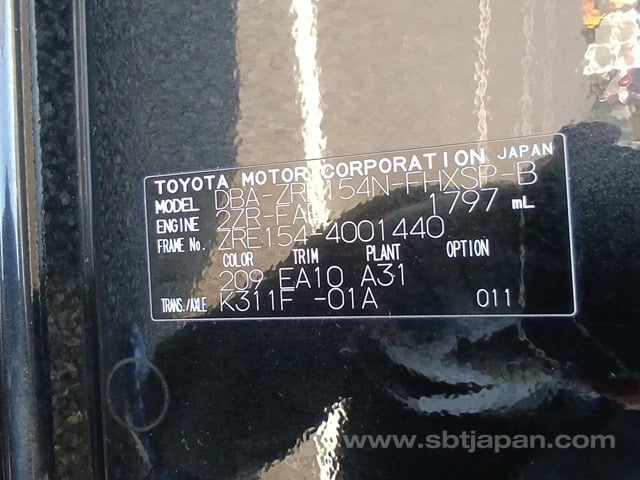 TOYOTA MOTOR CORPORATION JAPAN
MODEL DBA-ZRE154N-FHXSP-B
ENGINE 2ZR-FAE 1797 mL
FRAME No. ZRE154-4001440
COLOR TRIM PLANT OPTION
209 EA10 A31
TRANS./AXLE K311F -01A 011
www.sbtjapan.com